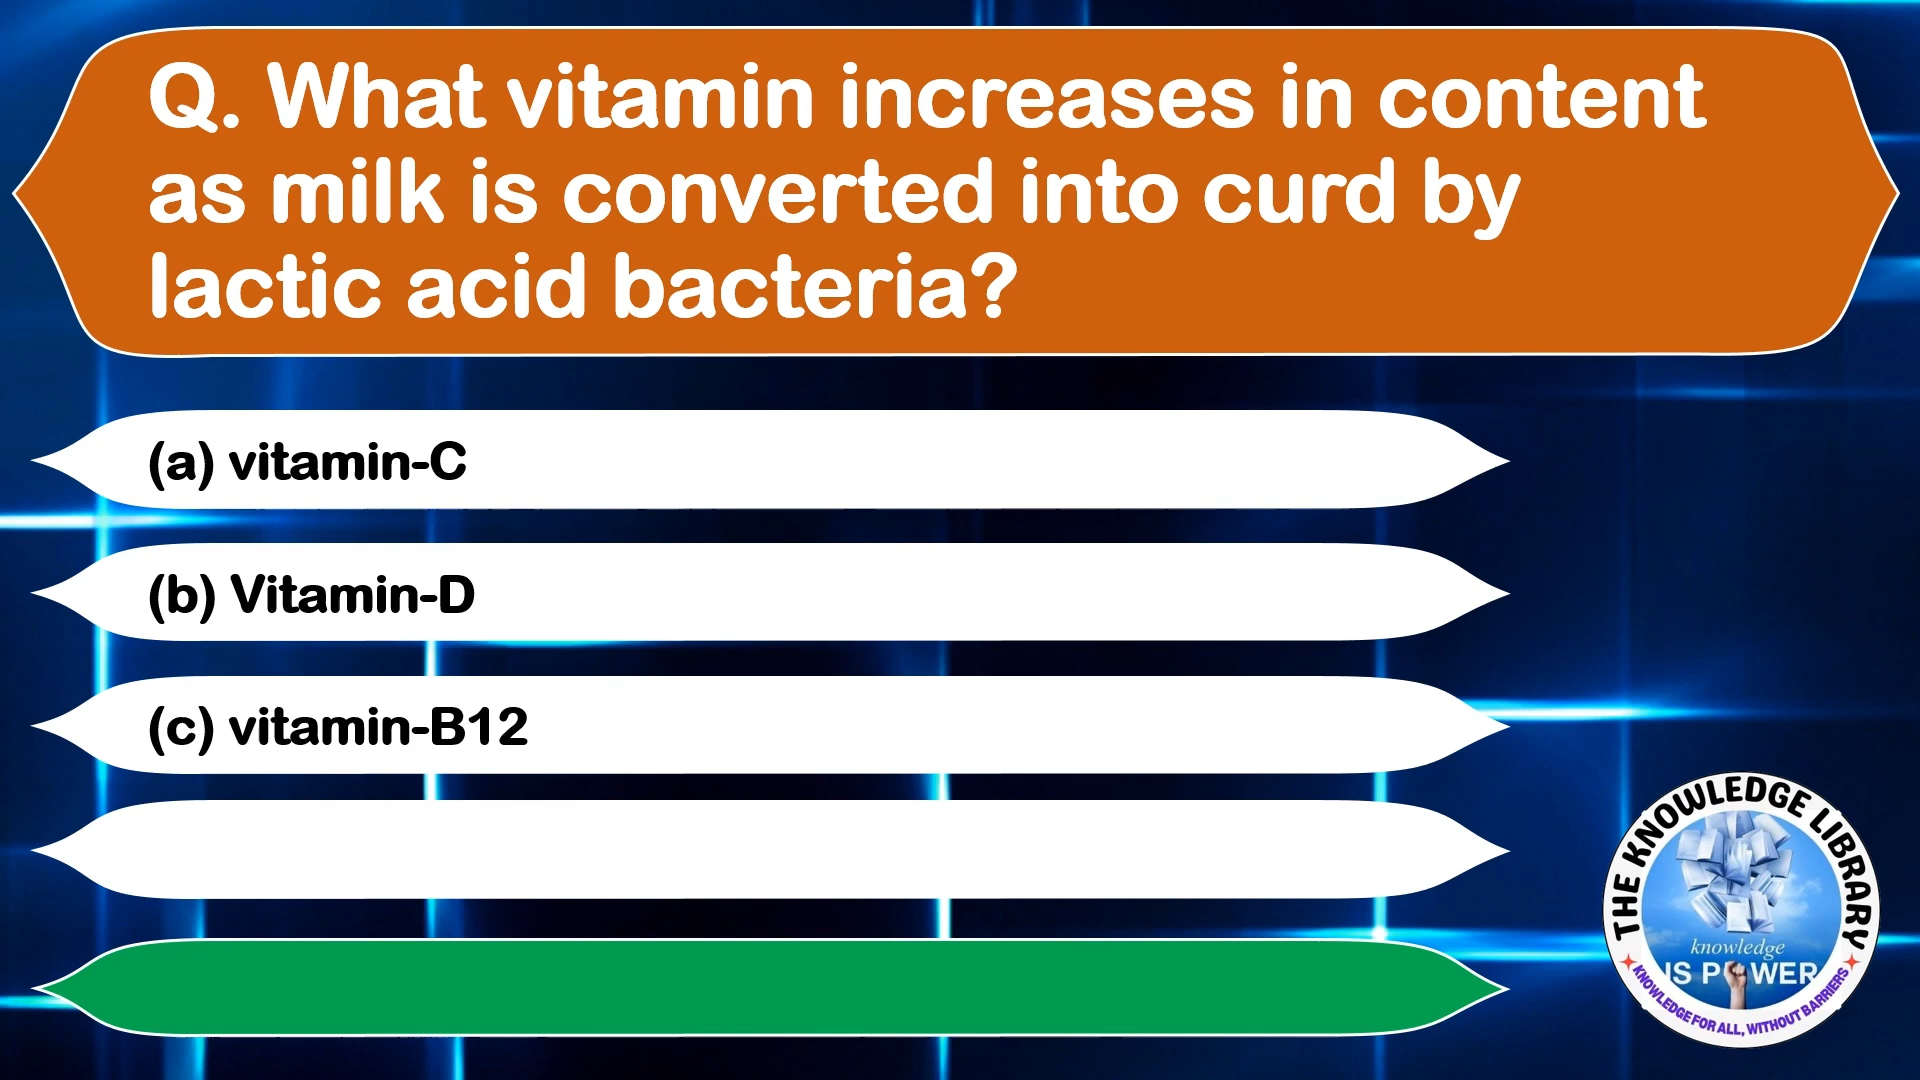 Q. What vitamin increases in content
as milk is converted into curd by
lactic acid bacteria?
(a) vitamin-C
(b) Vitamin-D
(c) vitamin-B12
THE KNOWLEDGE LIBRARY
knowledge
IS POWER
KNOWLEDGE FOR ALL, WITHOUT BARRIERS